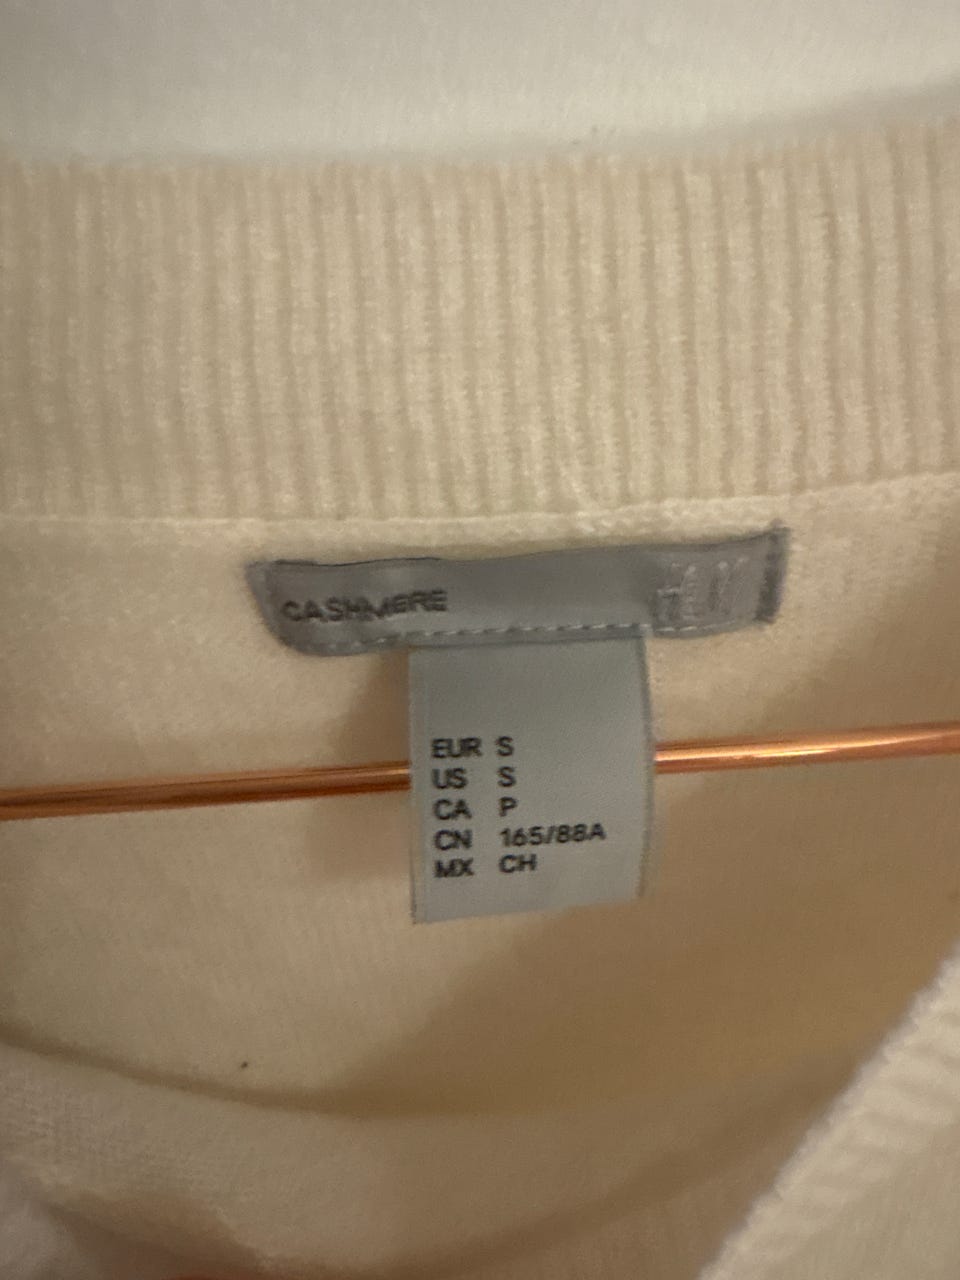 CASHMERE
EUR S
US S
CA P
CN 165/88A
MX CH